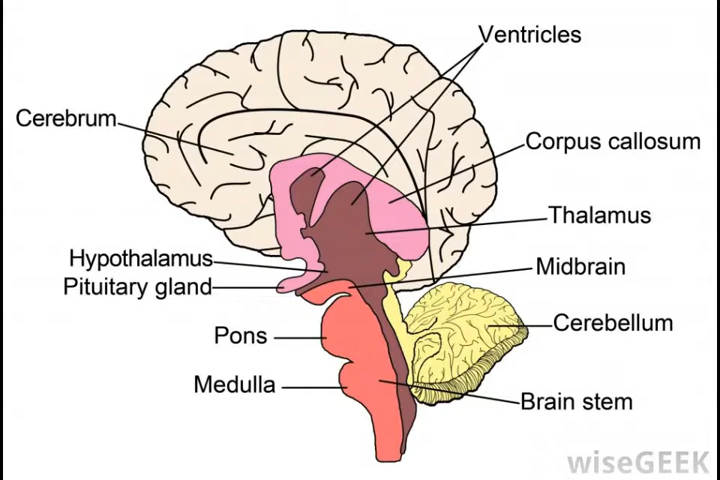 Ventricles
Cerebrum
Corpus callosum
Thalamus
Hypothalamus
Midbrain
Pituitary gland
Cerebellum
Pons
Medulla
Brain stem
wiseGEEK